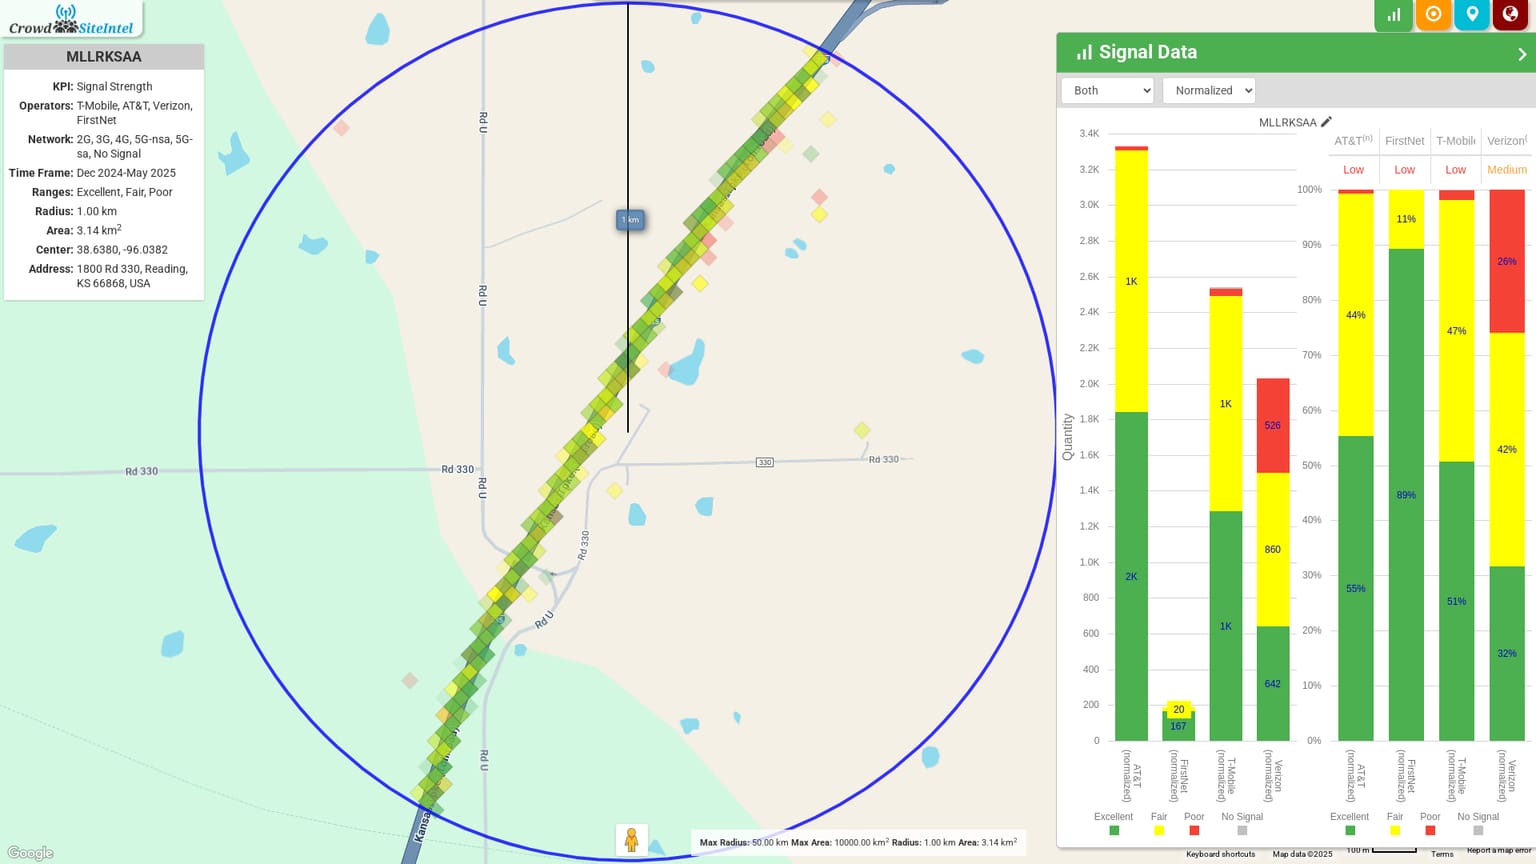 CrowdSiteIntel
MLLRKSAA
KPI: Signal Strength
Operators: T-Mobile, AT&T, Verizon,
FirstNet
Network: 2G, 3G, 4G, 5G-nsa, 5G-
sa, No Signal
Time Frame: Dec 2024-May 2025
Ranges: Excellent, Fair, Poor
Radius: 1.00 km
Area: 3.14 km²
Center: 38.6380, -96.0382
Address: 1800 Rd 330, Reading,
KS 66868, USA
Rd U
Rd U
Rd U
1 km
Rd 330
Rd 330
330
Rd 330
Rd 330
Rd U
Rd U
Kansas
Google
Max Radius: 50.00 km Max Area: 10000.00 km² Radius: 1.00 km Area: 3.14 km²
Signal Data
Both
Normalized
MLLRKSAA
AT&T(n)
FirstNet
T-Mobile
Verizon(
Low
Low
Low
Medium
Quantity
3.4K
3.2K
3.0K
2.8K
2.6K
2.4K
2.2K
2.0K
1.8K
1.6K
1.4K
1.2K
1.0K
800
600
400
200
0
1K
2K
20
167
1K
1K
526
860
642
100%
90%
80%
70%
60%
50%
40%
30%
20%
10%
0%
44%
55%
11%
89%
47%
51%
26%
42%
32%
AT&T
(normalized)
FirstNet
(normalized)
T-Mobile
(normalized)
Verizon
(normalized)
AT&T
(normalized)
FirstNet
(normalized)
T-Mobile
(normalized)
Verizon
(normalized)
Excellent
Fair
Poor
No Signal
Excellent
Fair
Poor
No Signal
Keyboard shortcuts
Map data ©2025
100 m
Terms
Report a map error